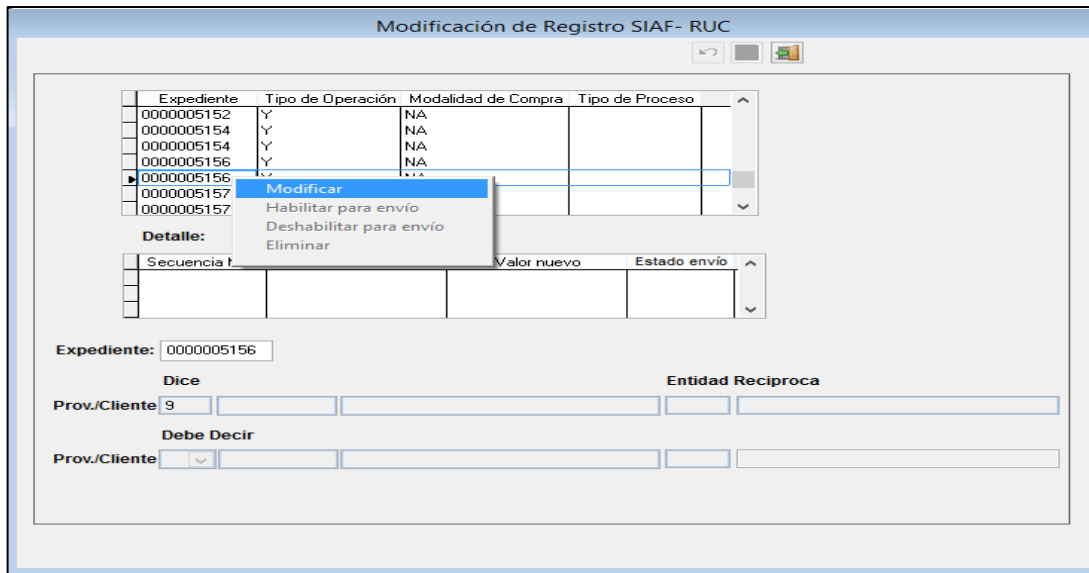 Modificación de Registro SIAF- RUC
Expediente Tipo de Operación Modalidad de Compra Tipo de Proceso
0000005152 Y NA
0000005154 Y NA
0000005154 Y NA
0000005156 Y NA
0000005156 Y NA
0000005157
0000005157
Modificar
Habilitar para envío
Deshabilitar para envío
Eliminar
Detalle:
Secuencia Valor nuevo Estado envío
Expediente: 0000005156
Dice Entidad Reciproca
Prov./Cliente 9
Debe Decir
Prov./Cliente